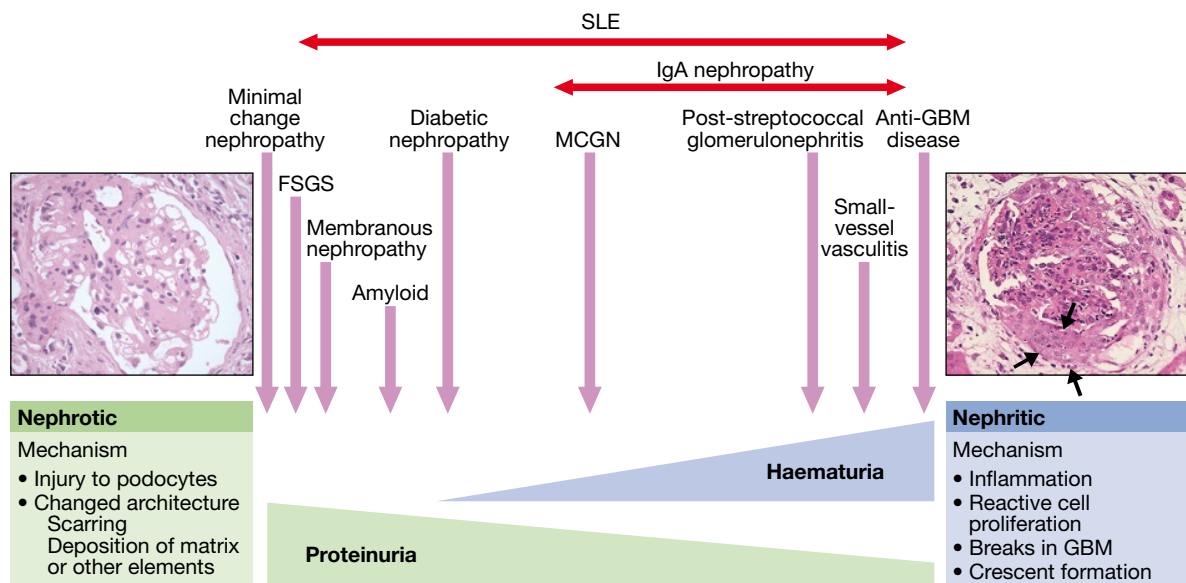 SLE
IgA nephropathy
Minimal
change
nephropathy
Diabetic
nephropathy
MCGN
Post-streptococcal
glomerulonephritis
Anti-GBM
disease
FSGS
Membranous
nephropathy
Amyloid
Small-
vessel
vasculitis
Nephrotic
Mechanism
• Injury to podocytes
• Changed architecture
Scarring
Deposition of matrix
or other elements
Haematuria
Proteinuria
Nephritic
Mechanism
• Inflammation
• Reactive cell
proliferation
• Breaks in GBM
• Crescent formation